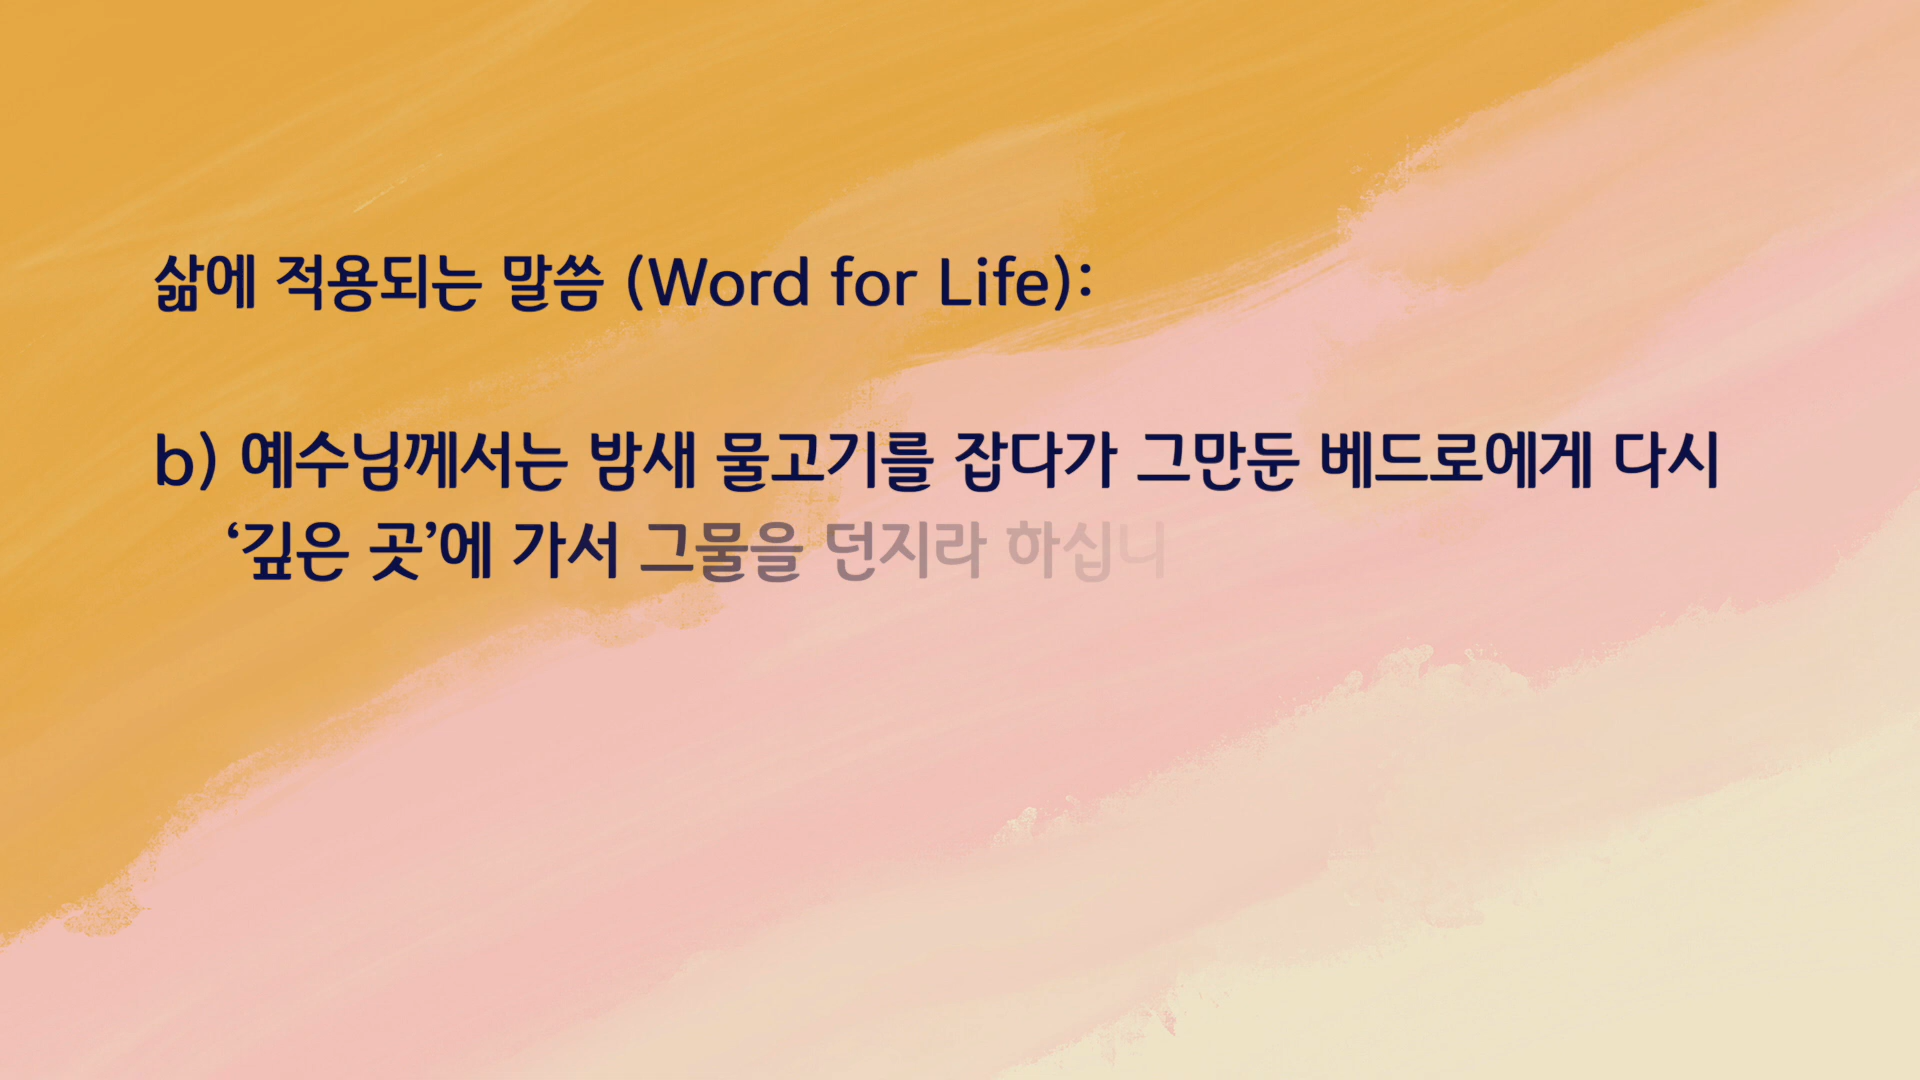 삶에 적용되는 말씀 (Word for Life):
b) 예수님께서는 밤새 물고기를 잡다가 그만둔 베드로에게 다시
‘깊은 곳’에 가서 그물을 던지라 하십니